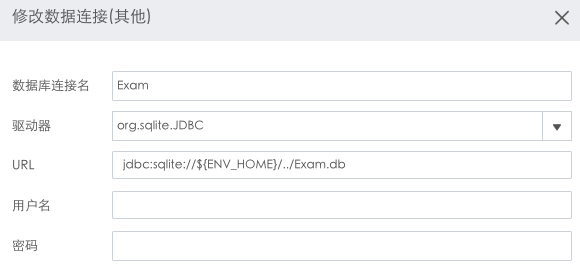 修改数据连接(其他)
数据库连接名 Exam
驱动器 org.sqlite.JDBC
URL jdbc:sqlite://${ENV_HOME}/../Exam.db
用户名
密码